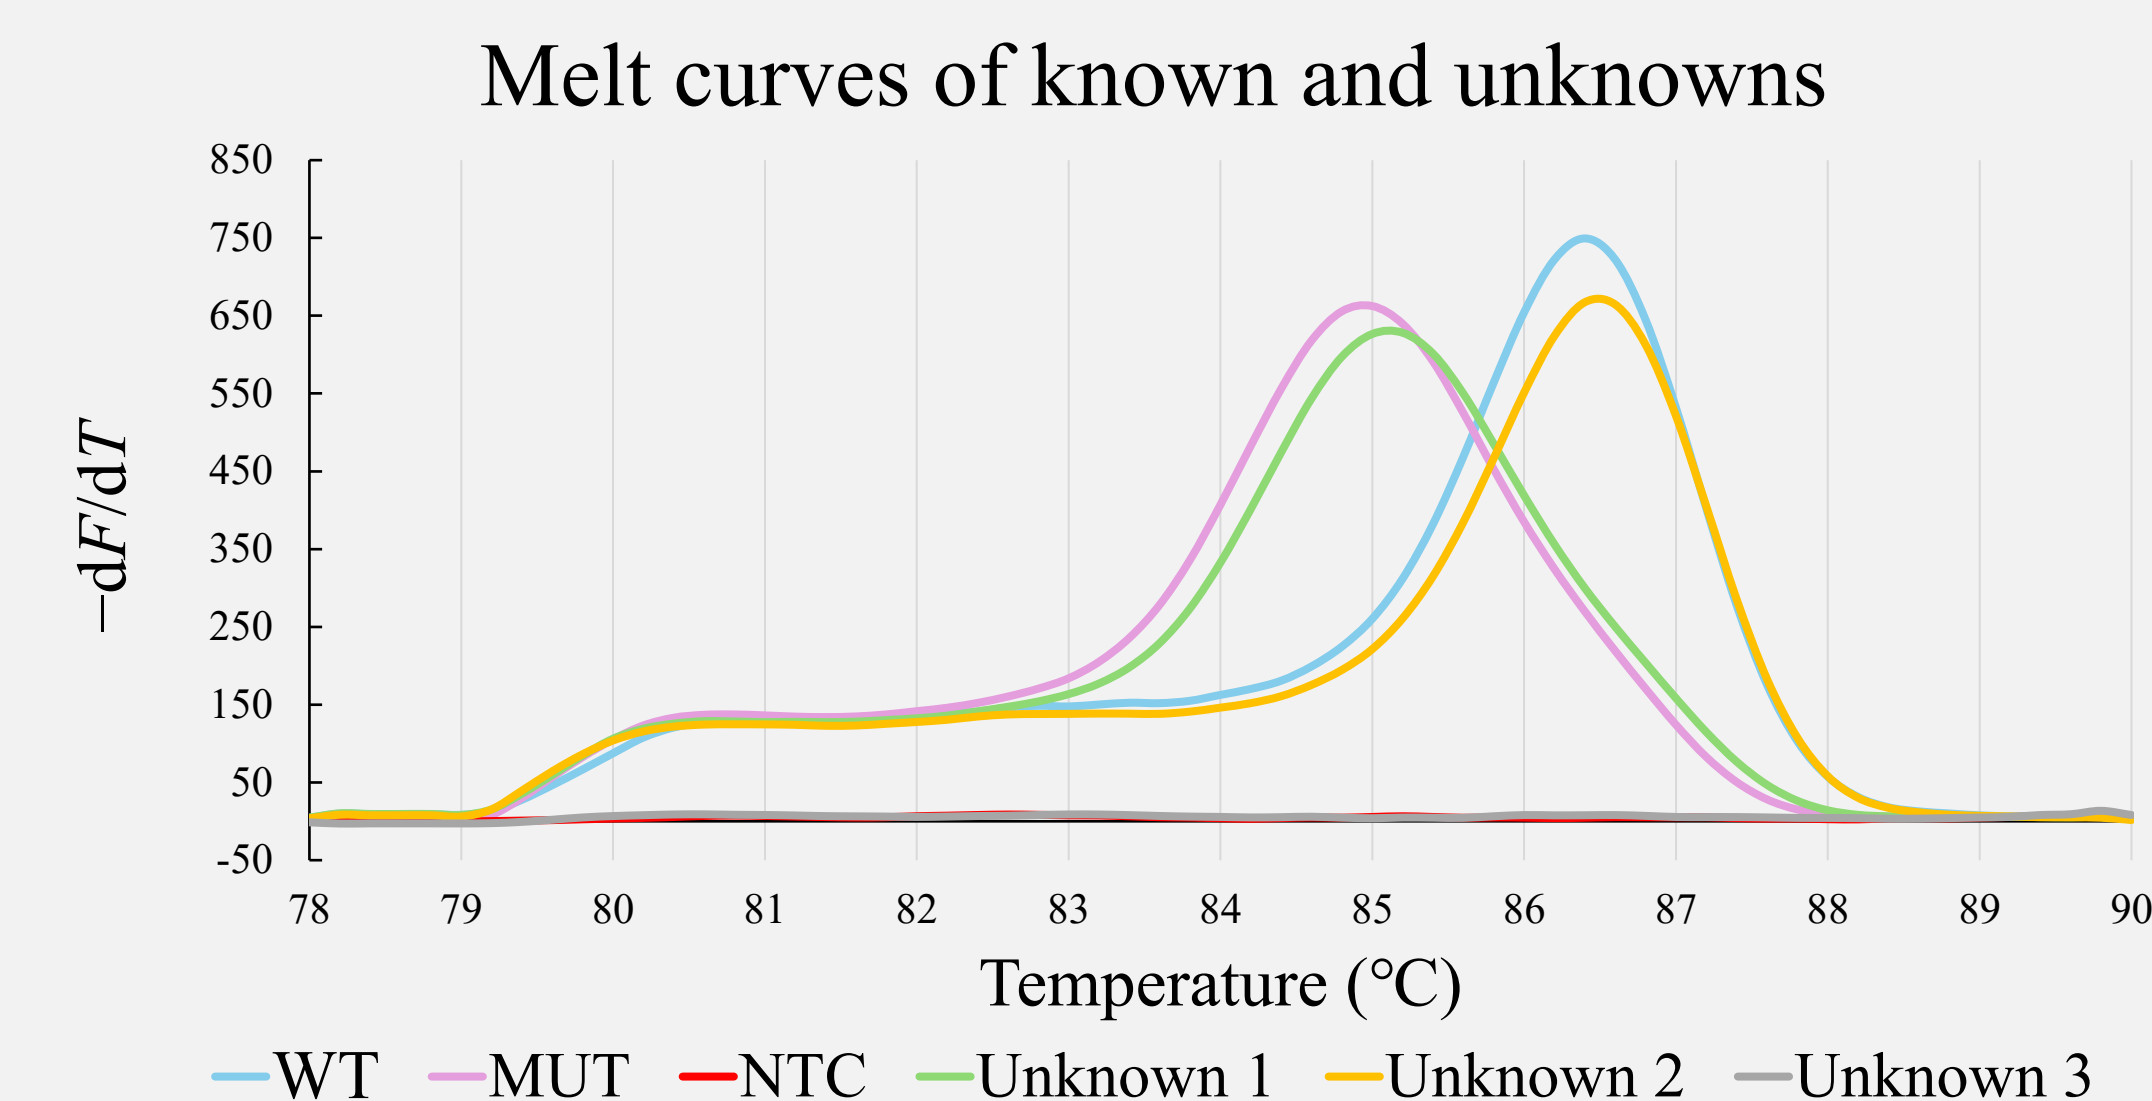 Melt curves of known and unknowns
850
750
650
550
450
350
250
150
50
-50
–dF/dT
78 79 80 81 82 83 84 85 86 87 88 89 90
Temperature (°C)
WT MUT NTC Unknown 1 Unknown 2 Unknown 3